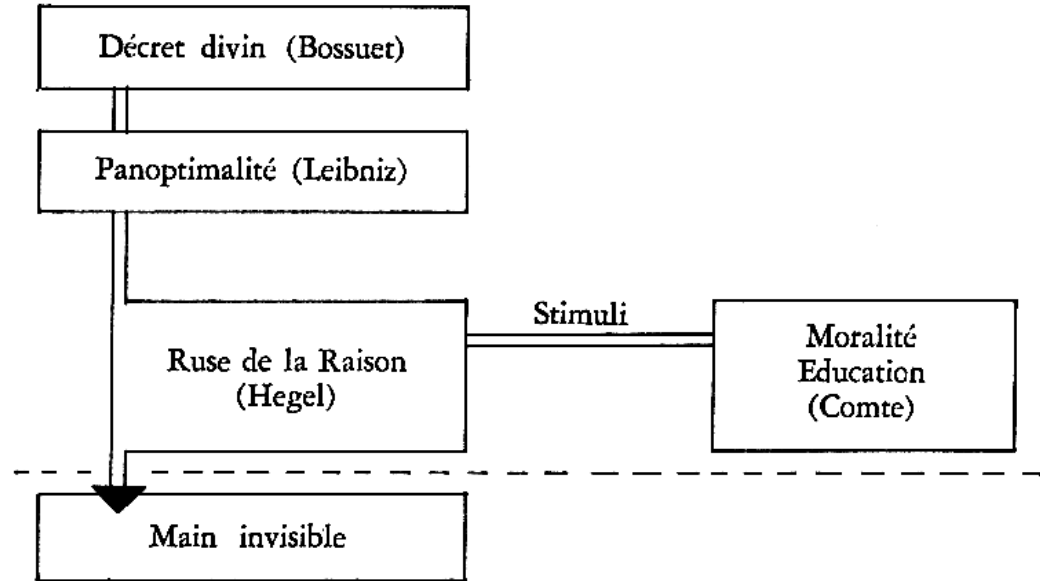 Décret divin (Bossuet)
Panoptimalité (Leibniz)
Stimuli
Ruse de la Raison
(Hegel)
Moralité
Education
(Comte)
Main invisible